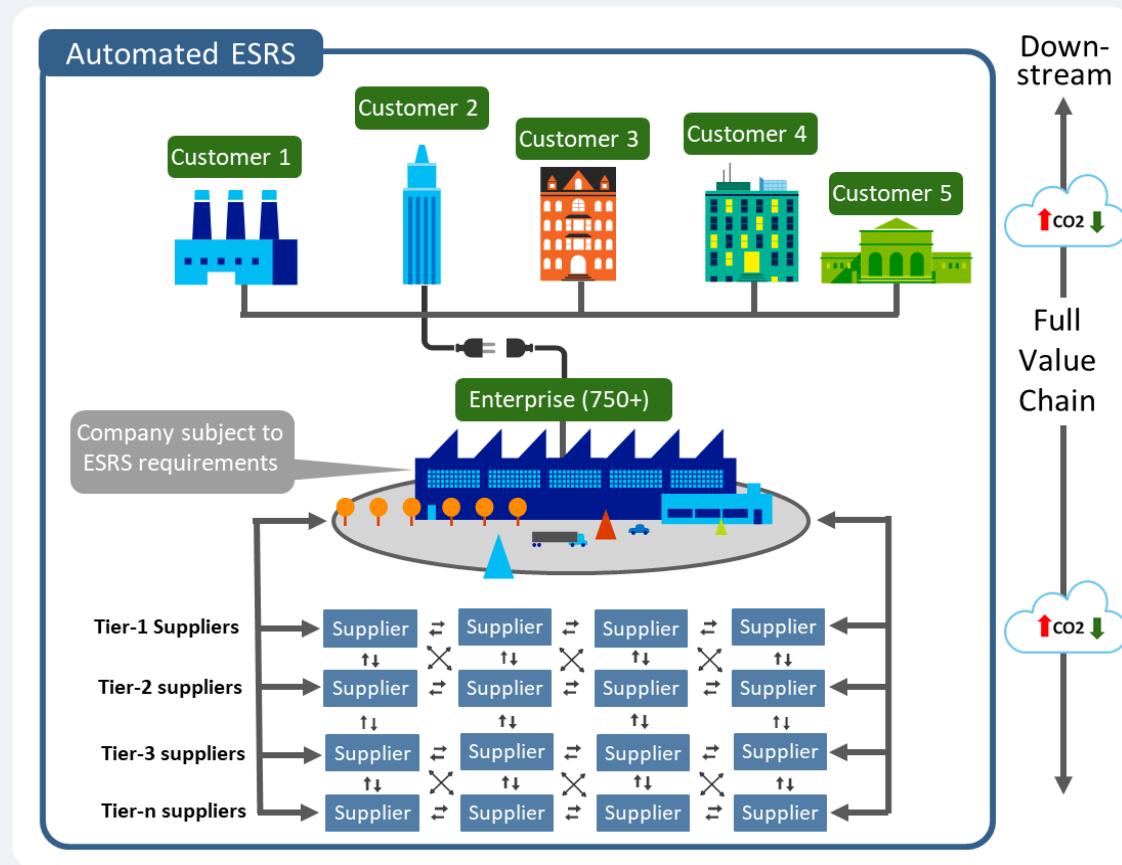 Automated ESRS
Down-
stream
Customer 1
Customer 2
Customer 3
Customer 4
Customer 5
CO2
Full
Value
Chain
Enterprise (750+)
Company subject to
ESRS requirements
CO2
Tier-1 Suppliers
Supplier
Supplier
Supplier
Supplier
Tier-2 suppliers
Supplier
Supplier
Supplier
Supplier
Tier-3 suppliers
Supplier
Supplier
Supplier
Supplier
Tier-n suppliers
Supplier
Supplier
Supplier
Supplier